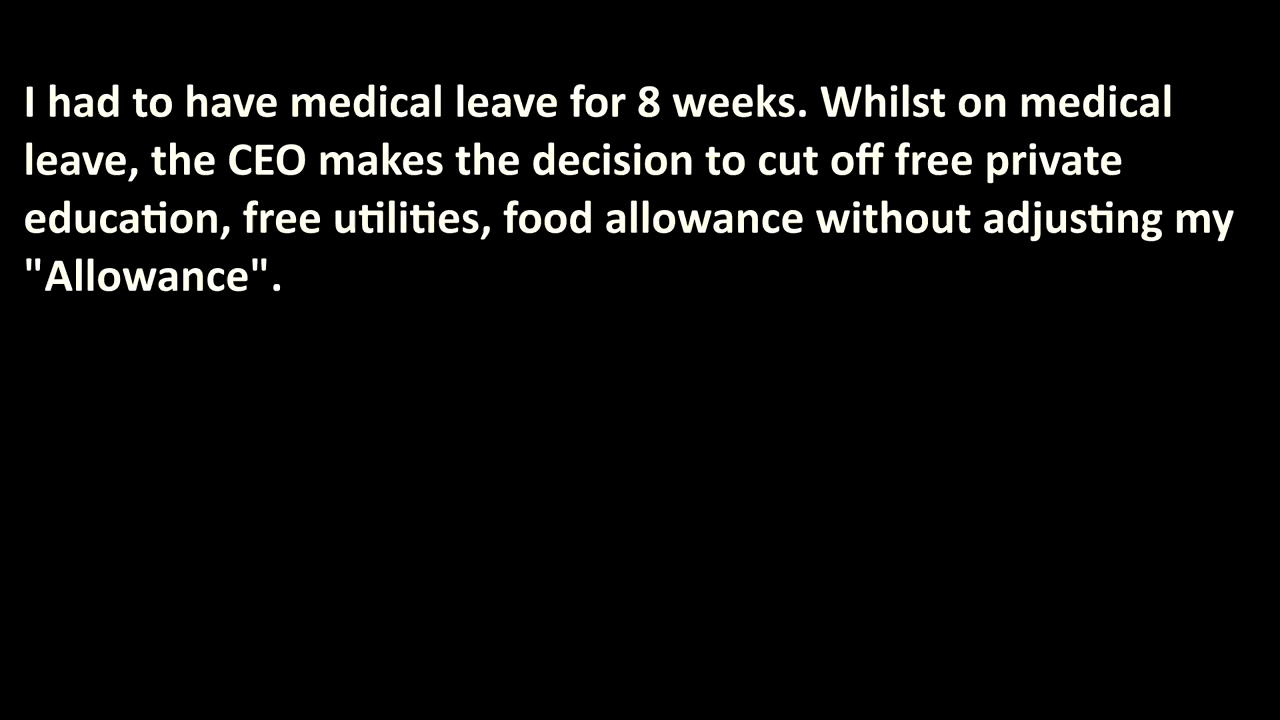 I had to have medical leave for 8 weeks. Whilst on medical
leave, the CEO makes the decision to cut off free private
education, free utilities, food allowance without adjusting my
"Allowance".